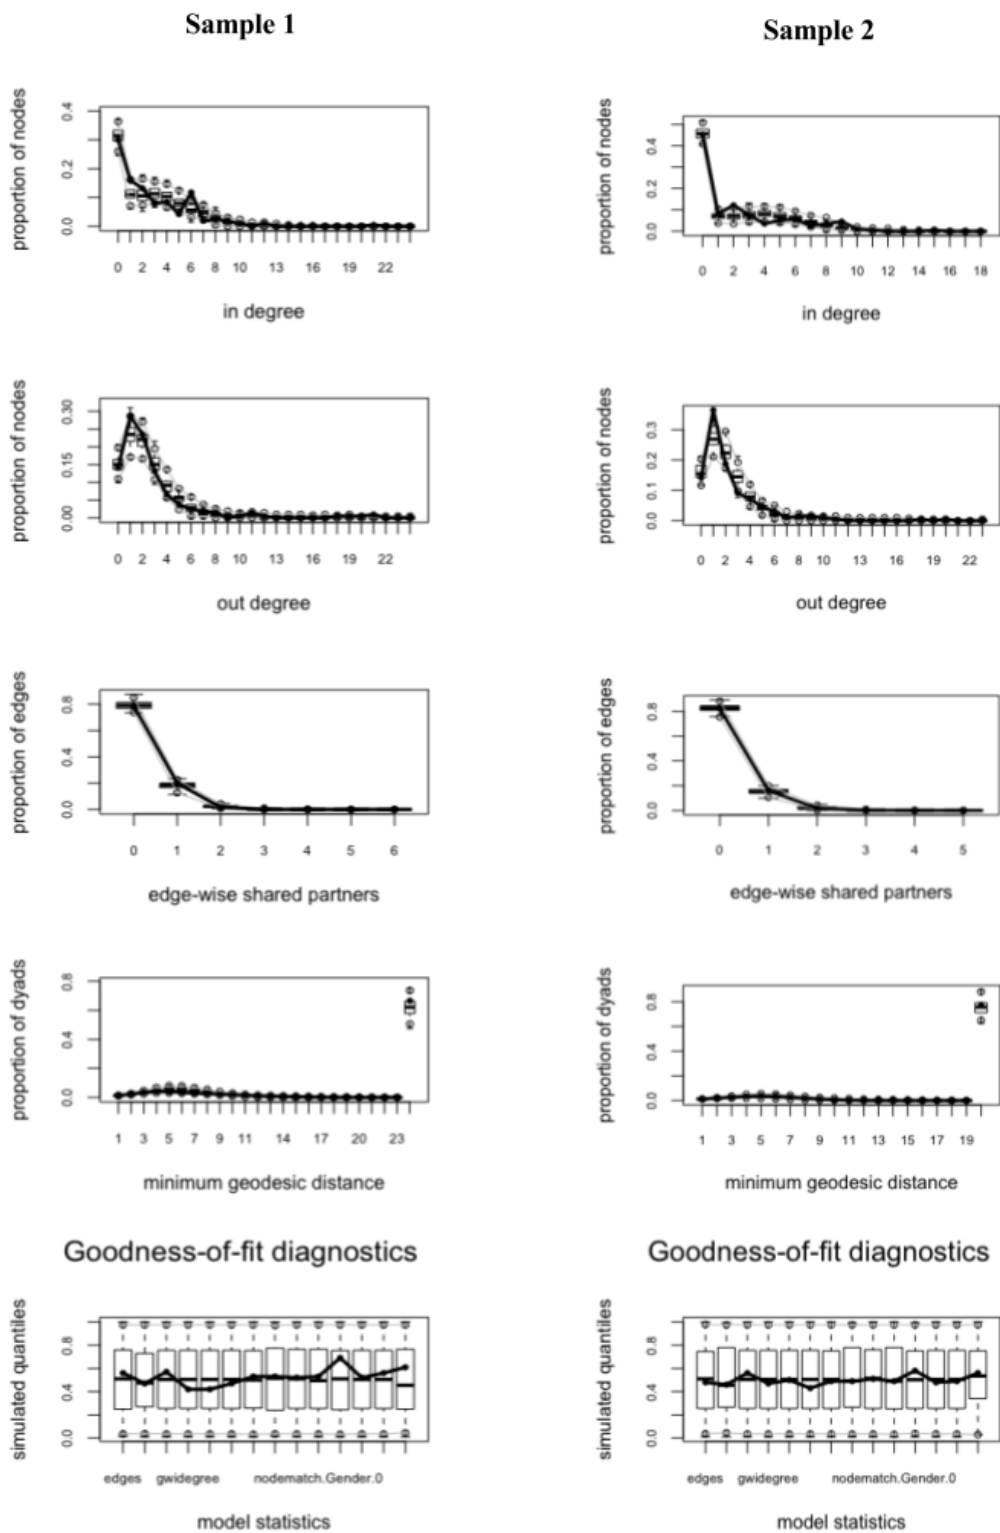 Sample 1
proportion of nodes
0.4
0.2
0.0
0 2 4 6 8 10 13 16 19 22
in degree
proportion of nodes
0.30
0.15
0.00
0 2 4 6 8 10 13 16 19 22
out degree
proportion of edges
0.8
0.4
0.0
0 1 2 3 4 5 6
edge-wise shared partners
proportion of dyads
0.8
0.4
0.0
1 3 5 7 9 11 14 17 20 23
minimum geodesic distance
Goodness-of-fit diagnostics
simulated quantiles
0.8
0.4
0.0
edges gwidegree nodematch.Gender.0
model statistics
Sample 2
proportion of nodes
0.4
0.2
0.0
0 2 4 6 8 10 12 14 16 18
in degree
proportion of nodes
0.3
0.2
0.1
0.0
0 2 4 6 8 10 13 16 19 22
out degree
proportion of edges
0.8
0.4
0.0
0 1 2 3 4 5
edge-wise shared partners
proportion of dyads
0.8
0.4
0.0
1 3 5 7 9 11 13 15 17 19
minimum geodesic distance
Goodness-of-fit diagnostics
simulated quantiles
0.8
0.4
0.0
edges gwidegree nodematch.Gender.0
model statistics